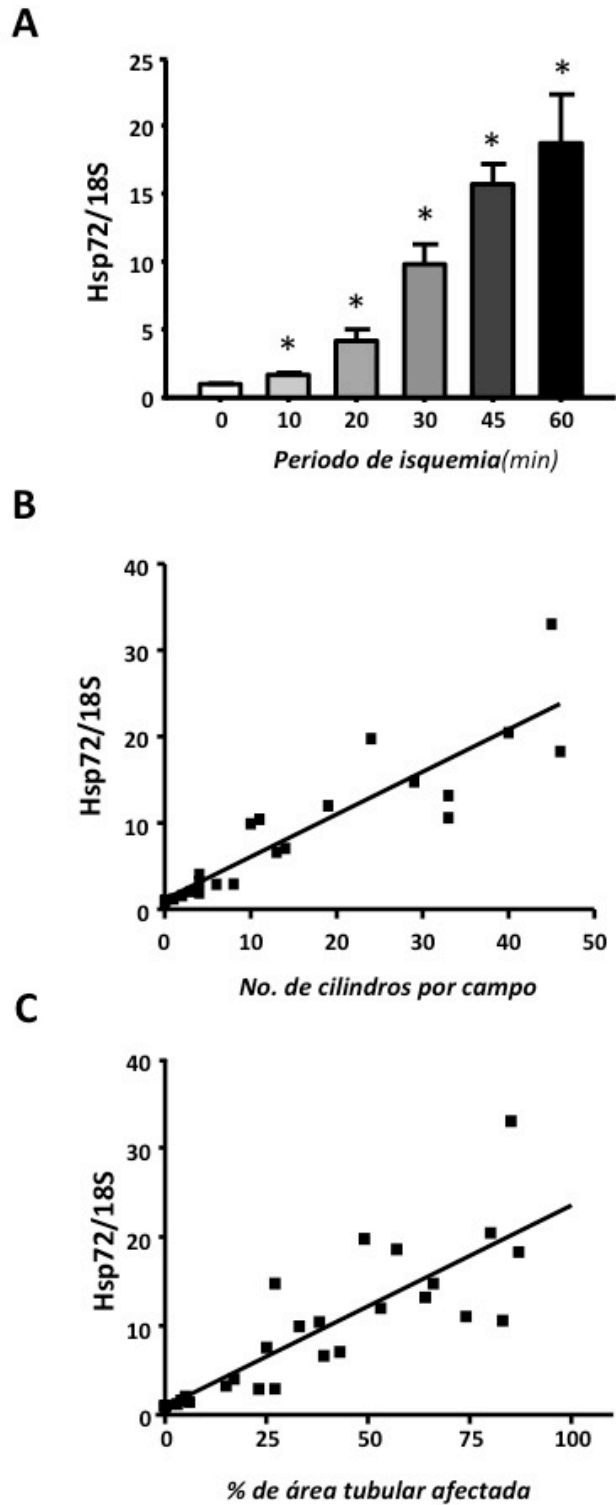 A
25
20
15
10
5
0
Hsp72/18S
* * * * *
0 10 20 30 45 60
Periodo de isquemia(min)
B
40
30
20
10
0
Hsp72/18S
0 10 20 30 40 50
No. de cilindros por campo
C
40
30
20
10
0
Hsp72/18S
0 25 50 75 100
% de área tubular afectada